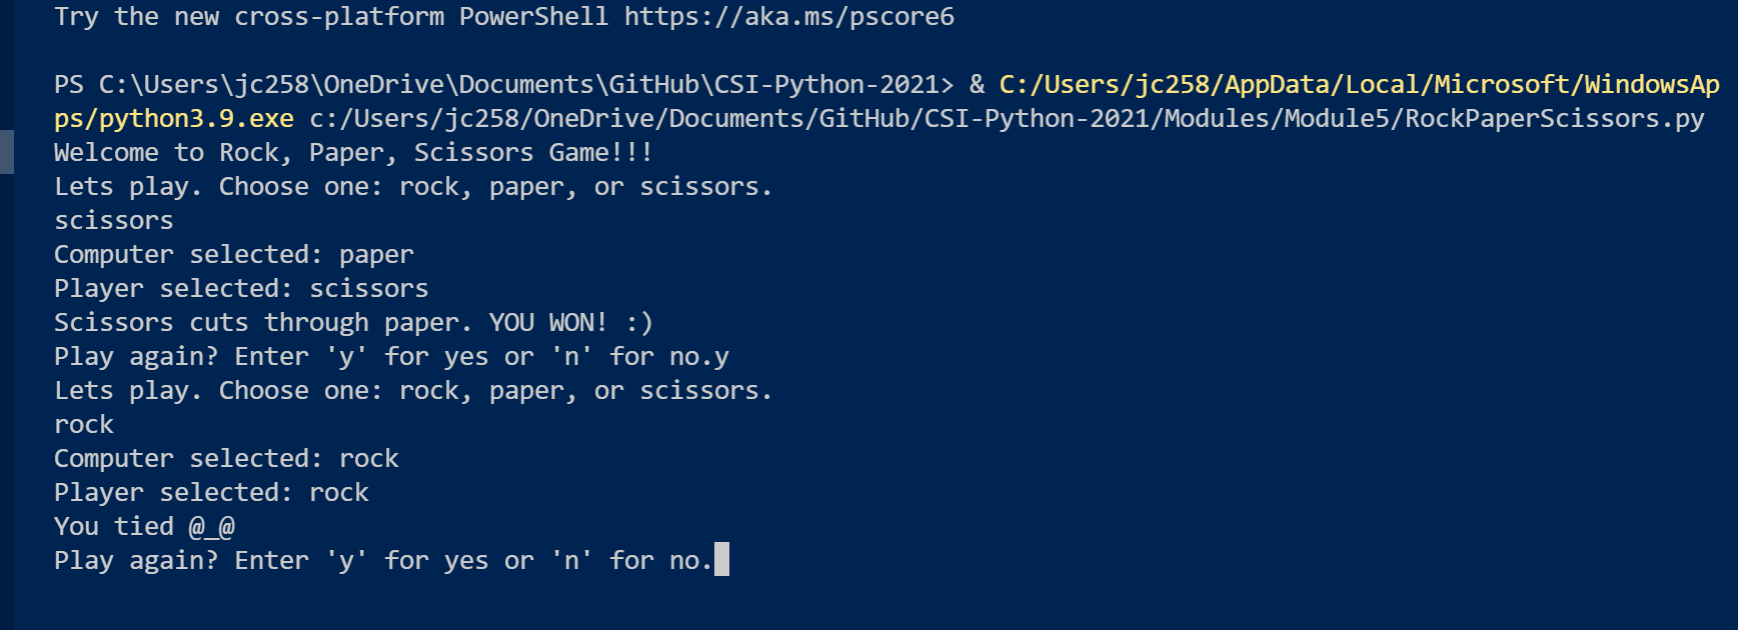 Try the new cross-platform PowerShell https://aka.ms/pscore6
PS C:\Users\jc258\OneDrive\Documents\GitHub\CSI-Python-2021> & C:/Users/jc258/AppData/Local/Microsoft/WindowsAp
ps/python3.9.exe c:/Users/jc258/OneDrive/Documents/GitHub/CSI-Python-2021/Modules/Module5/RockPaperScissors.py
Welcome to Rock, Paper, Scissors Game!!!
Lets play. Choose one: rock, paper, or scissors.
scissors
Computer selected: paper
Player selected: scissors
Scissors cuts through paper. YOU WON! :)
Play again? Enter 'y' for yes or 'n' for no.y
Lets play. Choose one: rock, paper, or scissors.
rock
Computer selected: rock
Player selected: rock
You tied @_@
Play again? Enter 'y' for yes or 'n' for no.